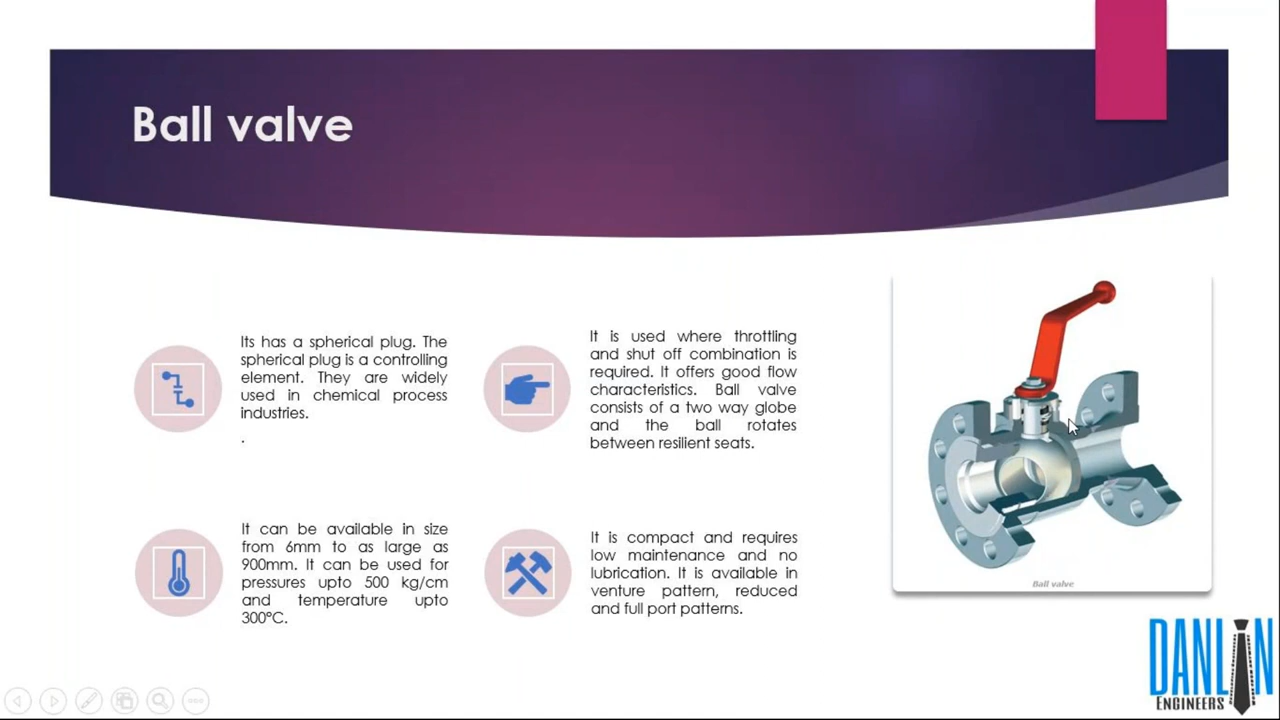 Ball valve
Its has a spherical plug. The
spherical plug is a controlling
element. They are widely
used in chemical process
industries.
.
It is used where throttling
and shut off combination is
required. It offers good flow
characteristics. Ball valve
consists of a two way globe
and the ball rotates
between resilient seats.
It can be available in size
from 6mm to as large as
900mm. It can be used for
pressures upto 500 kg/cm
and temperature upto
300°C.
It is compact and requires
low maintenance and no
lubrication. It is available in
venture pattern, reduced
and full port patterns.
Ball valve
DANLIN
ENGINEERS